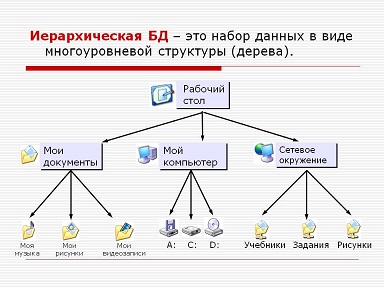 Иерархическая БД – это набор данных в виде
многоуровневой структуры (дерева).
Рабочий
стол
Мои
документы
Мой
компьютер
Сетевое
окружение
Моя
музыка
Мои
рисунки
Мои
видеозаписи
A:
C:
D:
Учебники
Задания
Рисунки